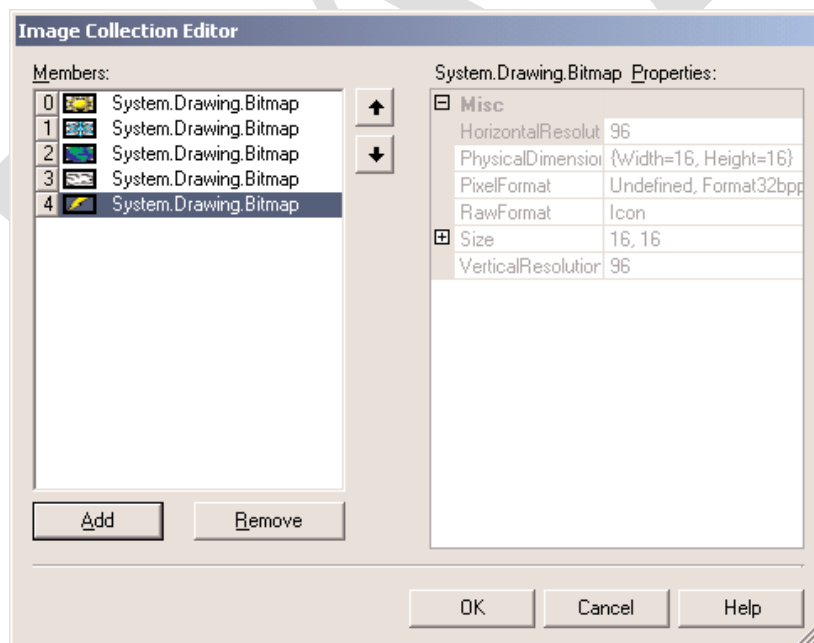 Image Collection Editor
Members:
0 System.Drawing.Bitmap
1 System.Drawing.Bitmap
2 System.Drawing.Bitmap
3 System.Drawing.Bitmap
4 System.Drawing.Bitmap
Add Remove
System.Drawing.Bitmap Properties:
Misc
HorizontalResolut 96
PhysicalDimension {Width=16, Height=16}
PixelFormat Undefined, Format32bpp
RawFormat Icon
Size 16, 16
VerticalResolution 96
OK Cancel Help